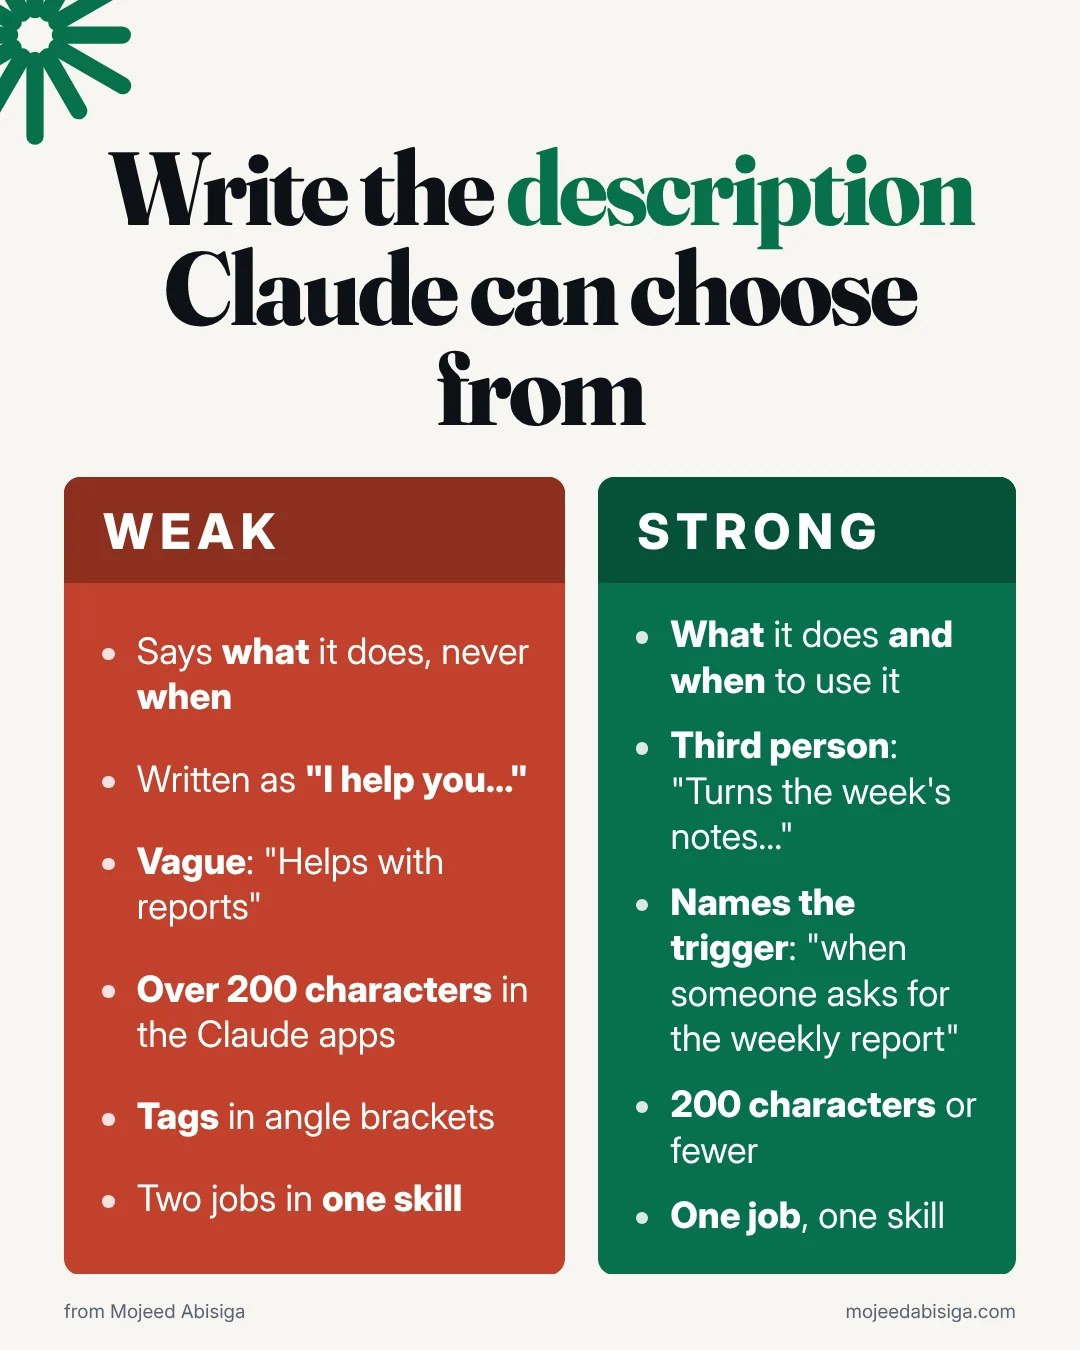 Write the description
Claude can choose
from
WEAK
• Says what it does, never
when
• Written as "I help you..."
• Vague: "Helps with
reports"
• Over 200 characters in
the Claude apps
• Tags in angle brackets
• Two jobs in one skill
STRONG
• What it does and
when to use it
• Third person:
"Turns the week's
notes..."
• Names the
trigger: "when
someone asks for
the weekly report"
• 200 characters or
fewer
• One job, one skill
from Mojeed Abisiga
mojeedabisiga.com